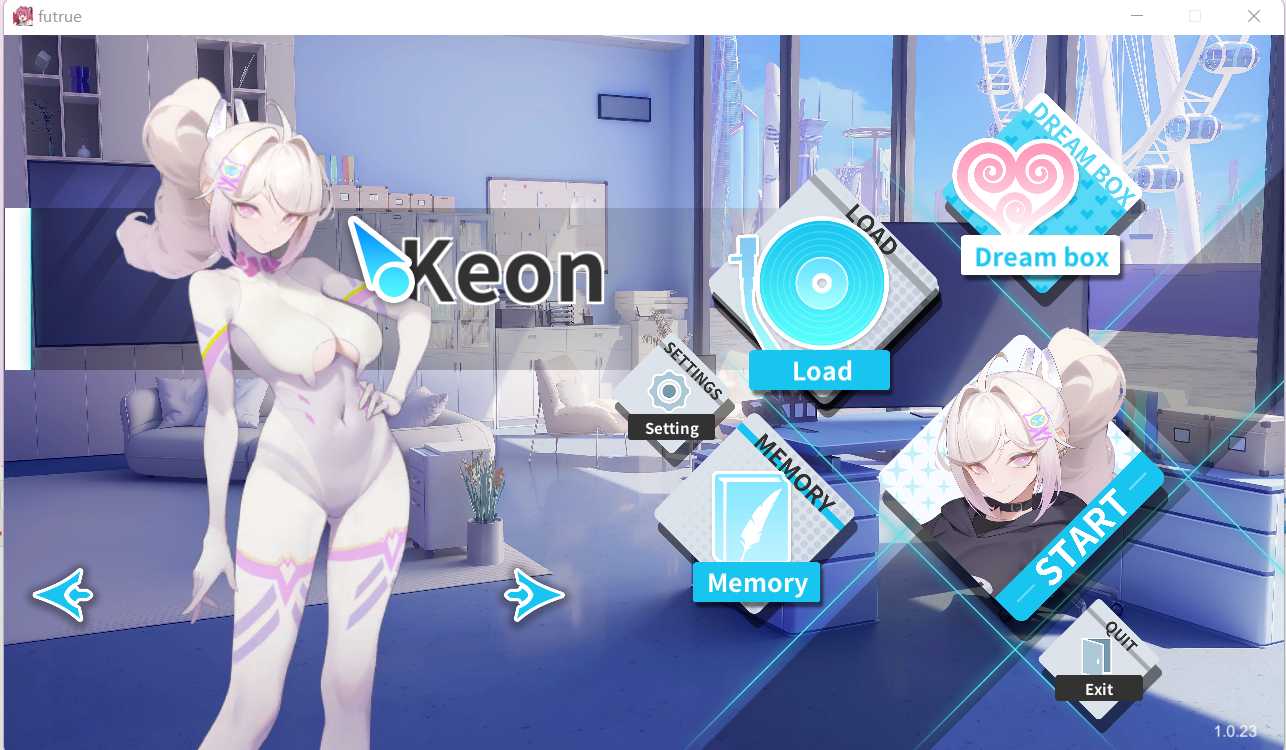 futrue
DREAM BOX
Dream box
LOAD
Load
Keon
SETTINGS
Setting
MEMORY
Memory
START
QUIT
Exit
1.0.23